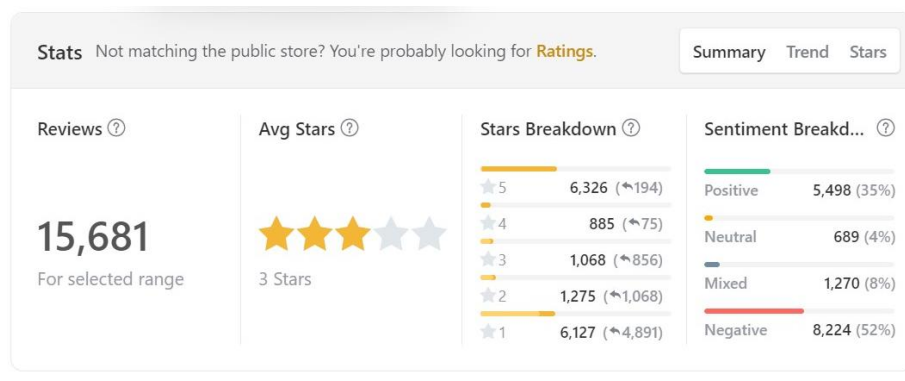 Stats Not matching the public store? You're probably looking for Ratings.
Summary Trend Stars
Reviews ?
15,681
For selected range
Avg Stars ?
3 Stars
Stars Breakdown ?
5 6,326 (194)
4 885 (75)
3 1,068 (856)
2 1,275 (1,068)
1 6,127 (4,891)
Sentiment Breakd... ?
Positive 5,498 (35%)
Neutral 689 (4%)
Mixed 1,270 (8%)
Negative 8,224 (52%)